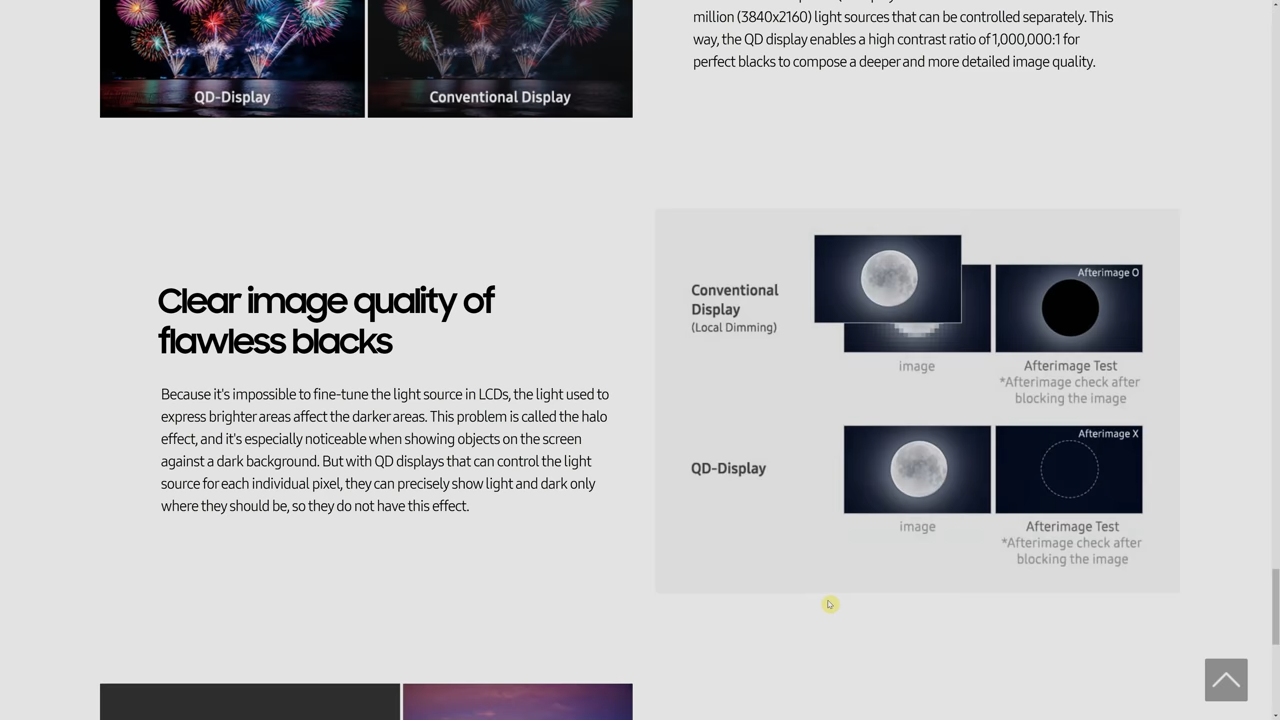 QD-Display
Conventional Display
million (3840x2160) light sources that can be controlled separately. This
way, the QD display enables a high contrast ratio of 1,000,000:1 for
perfect blacks to compose a deeper and more detailed image quality.
Clear image quality of
flawless blacks
Because it's impossible to fine-tune the light source in LCDs, the light used to
express brighter areas affect the darker areas. This problem is called the halo
effect, and it's especially noticeable when showing objects on the screen
against a dark background. But with QD displays that can control the light
source for each individual pixel, they can precisely show light and dark only
where they should be, so they do not have this effect.
Conventional
Display
(Local Dimming)
image
Afterimage O
Afterimage Test
*Afterimage check after
blocking the image
QD-Display
image
Afterimage X
Afterimage Test
*Afterimage check after
blocking the image